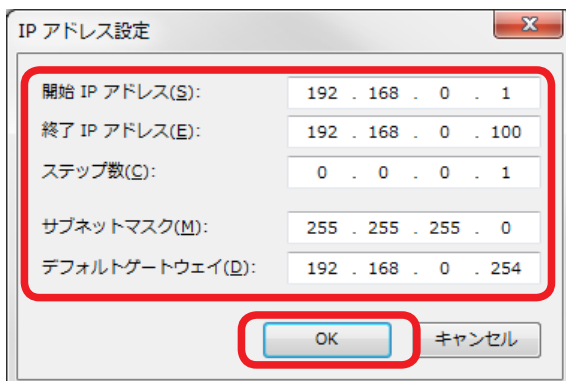 IP アドレス設定
開始 IP アドレス(S): 192 . 168 . 0 . 1
終了 IP アドレス(E): 192 . 168 . 0 . 100
ステップ数(C): 0 . 0 . 0 . 1
サブネットマスク(M): 255 . 255 . 255 . 0
デフォルトゲートウェイ(D): 192 . 168 . 0 . 254
OK キャンセル